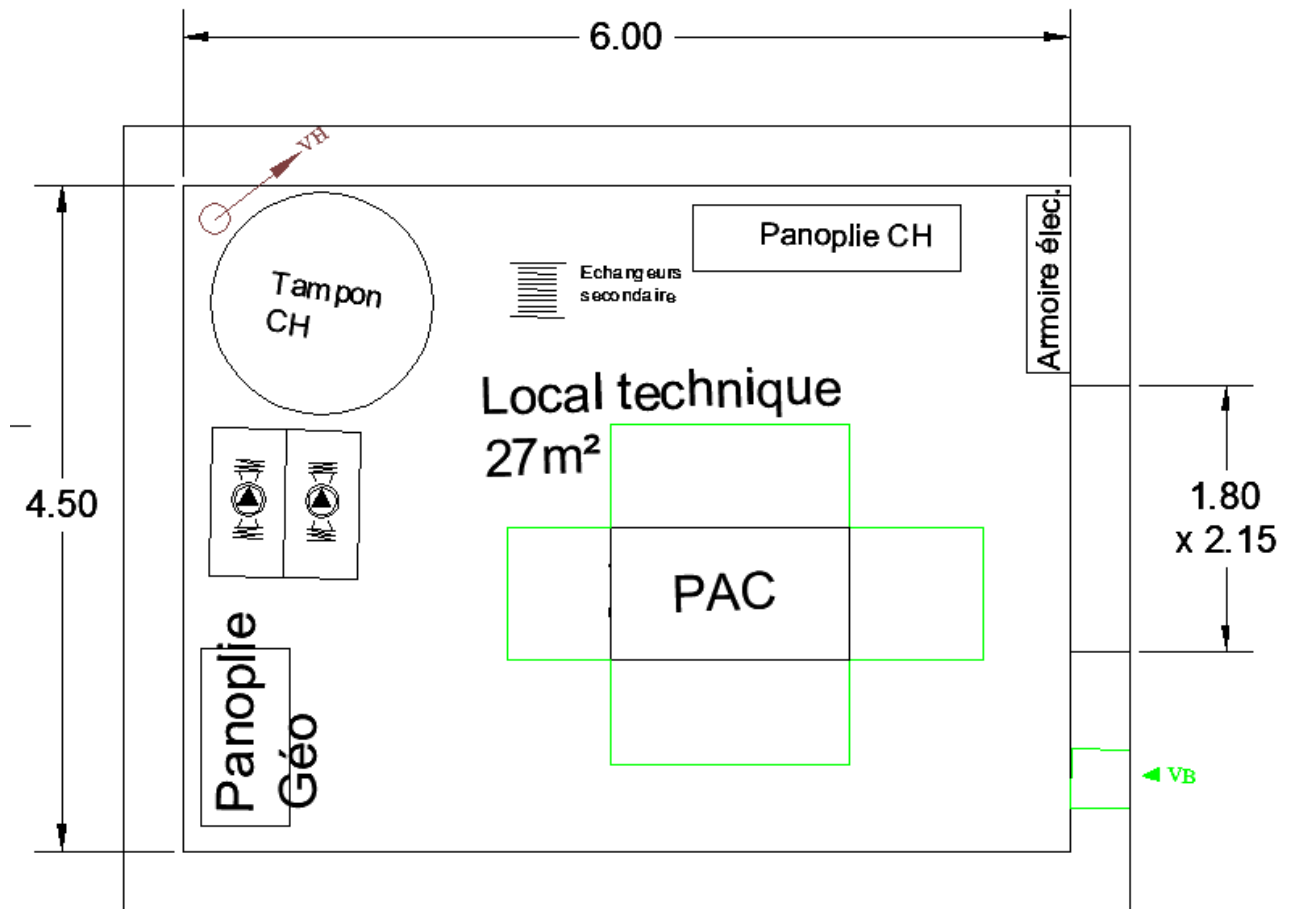 6.00
VH
Panoplie CH
Armoire élec.
Echangeurs
secondaire
Tampon
CH
Local technique
27m²
4.50
1.80
x 2.15
PAC
Panoplie
Géo
VB